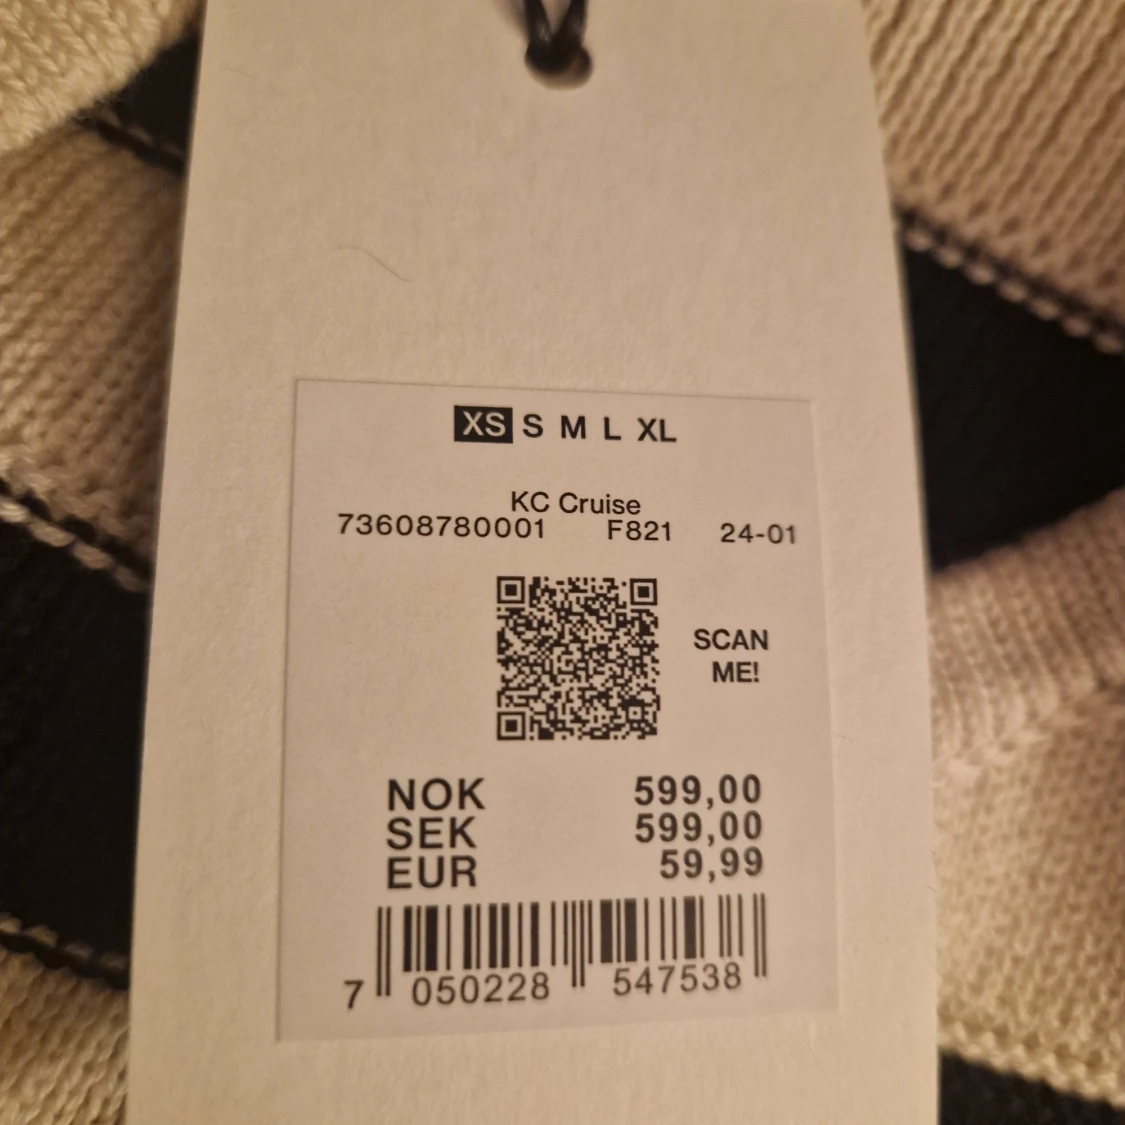 XS S M L XL
KC Cruise
73608780001 F821 24-01
SCAN
ME!
NOK 599,00
SEK 599,00
EUR 59,99
7 050228 547538